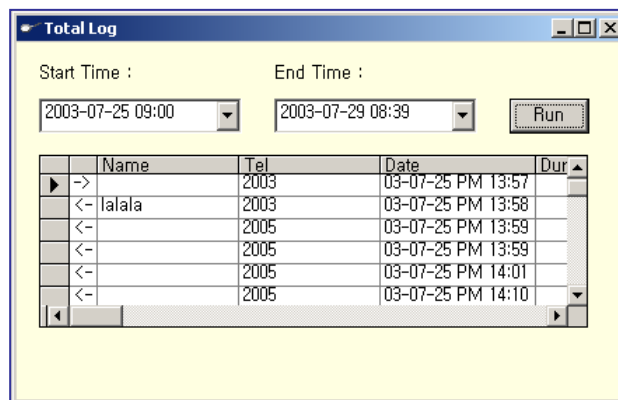 Total Log
Start Time : End Time :
2003-07-25 09:00 2003-07-29 08:39 Run
Name Tel Date Dur
-> 2003 03-07-25 PM 13:57
<- lalala 2003 03-07-25 PM 13:58
<- 2005 03-07-25 PM 13:59
<- 2005 03-07-25 PM 13:59
<- 2005 03-07-25 PM 14:01
<- 2005 03-07-25 PM 14:10